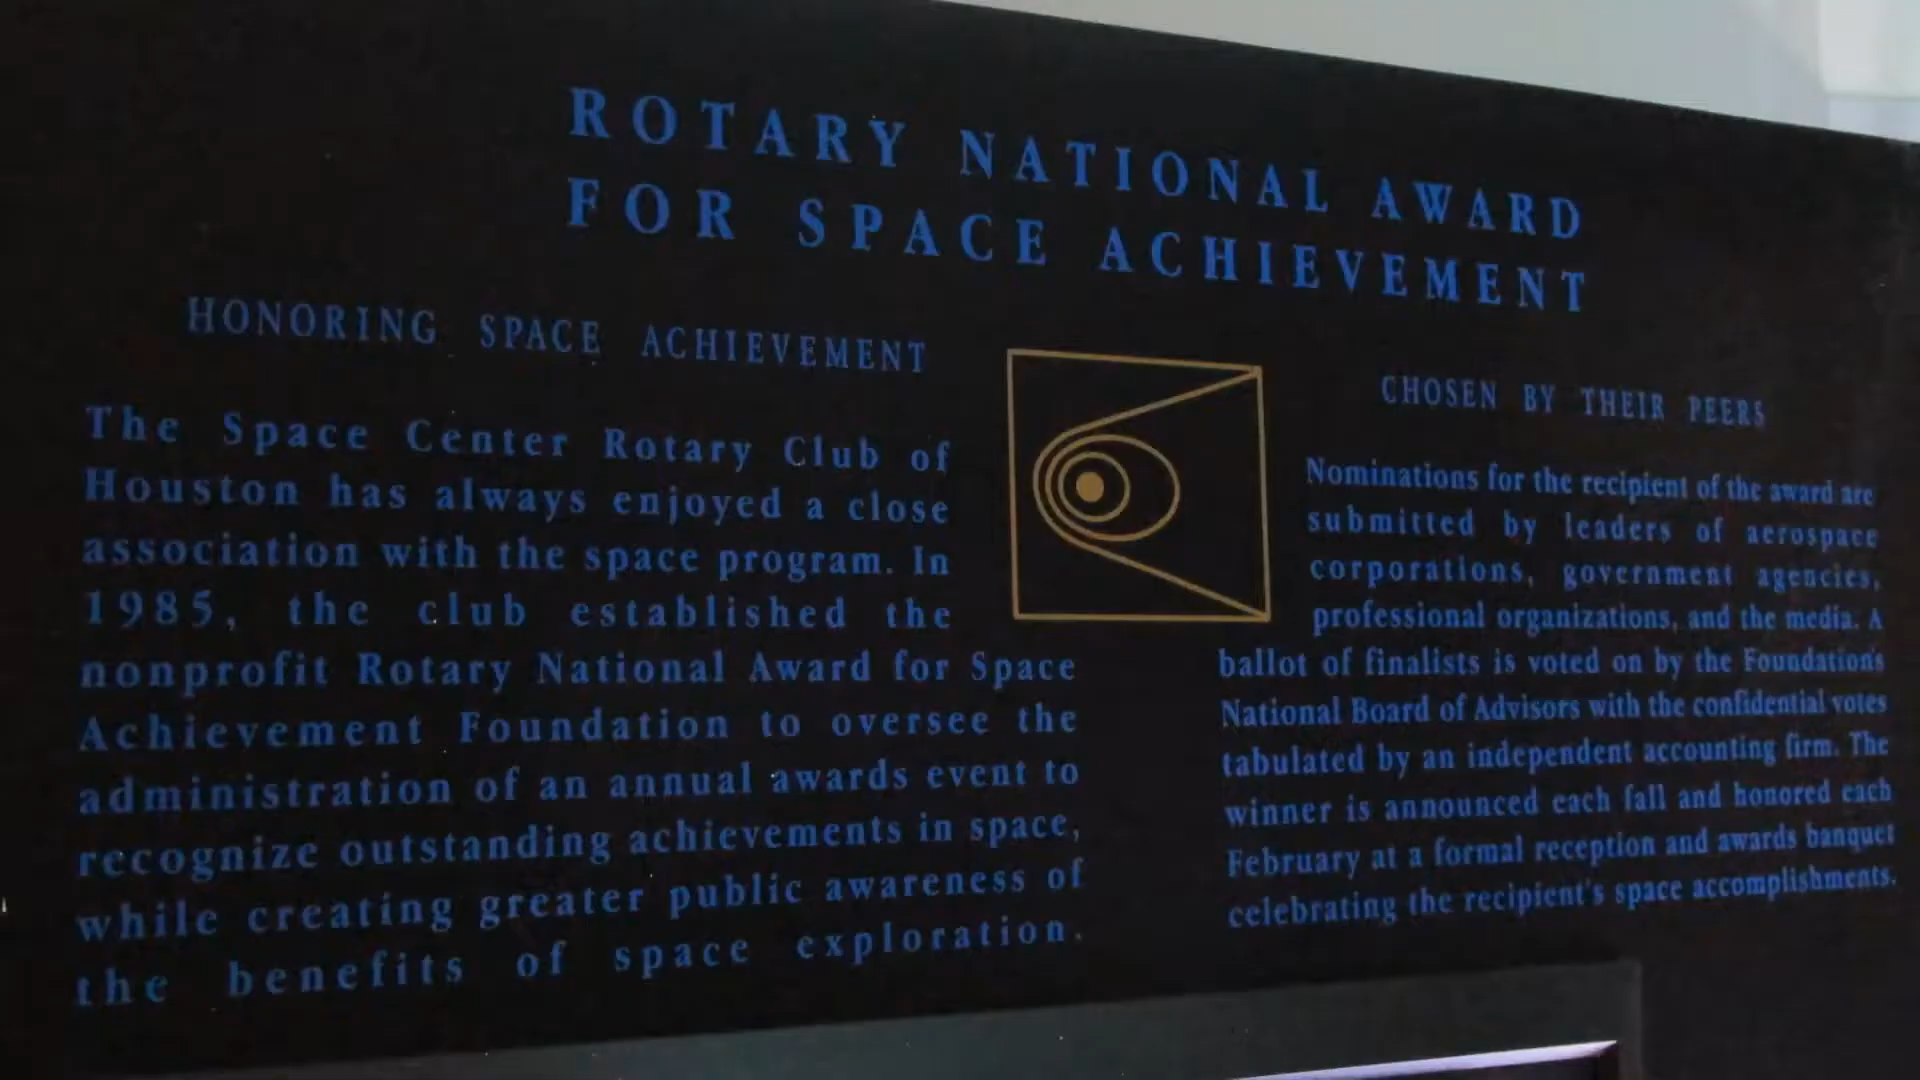 ROTARY NATIONAL AWARD
FOR SPACE ACHIEVEMENT
HONORING SPACE ACHIEVEMENT
The Space Center Rotary Club of
Houston has always enjoyed a close
association with the space program. In
1985, the club established the
nonprofit Rotary National Award for Space
Achievement Foundation to oversee the
administration of an annual awards event to
recognize outstanding achievements in space,
while creating greater public awareness of
the benefits of space exploration.
CHOSEN BY THEIR PEERS
Nominations for the recipient of the award are
submitted by leaders of aerospace
corporations, government agencies,
professional organizations, and the media. A
ballot of finalists is voted on by the Foundation's
National Board of Advisors with the confidential votes
tabulated by an independent accounting firm. The
winner is announced each fall and honored each
February at a formal reception and awards banquet
celebrating the recipient's space accomplishments.